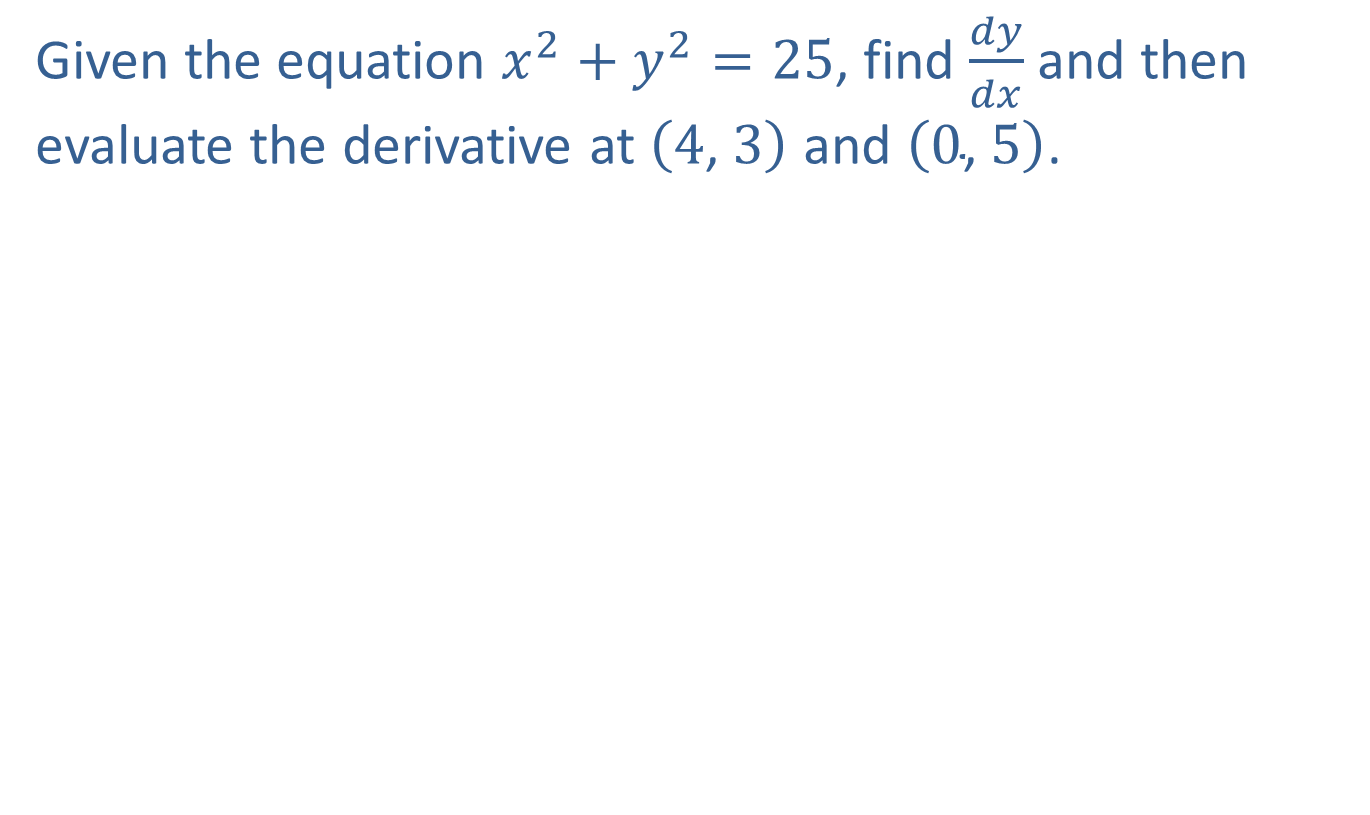 Given the equation x² + y² = 25, find dy/dx and then
evaluate the derivative at (4, 3) and (0, 5).